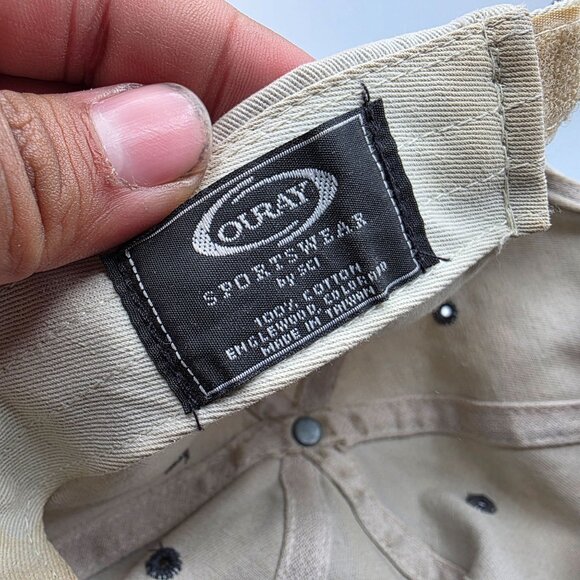 OURAY
SPORTSWEAR
by SCI
100% COTTON
ENGLEWOOD, COLORADO
MADE IN TAIWAN